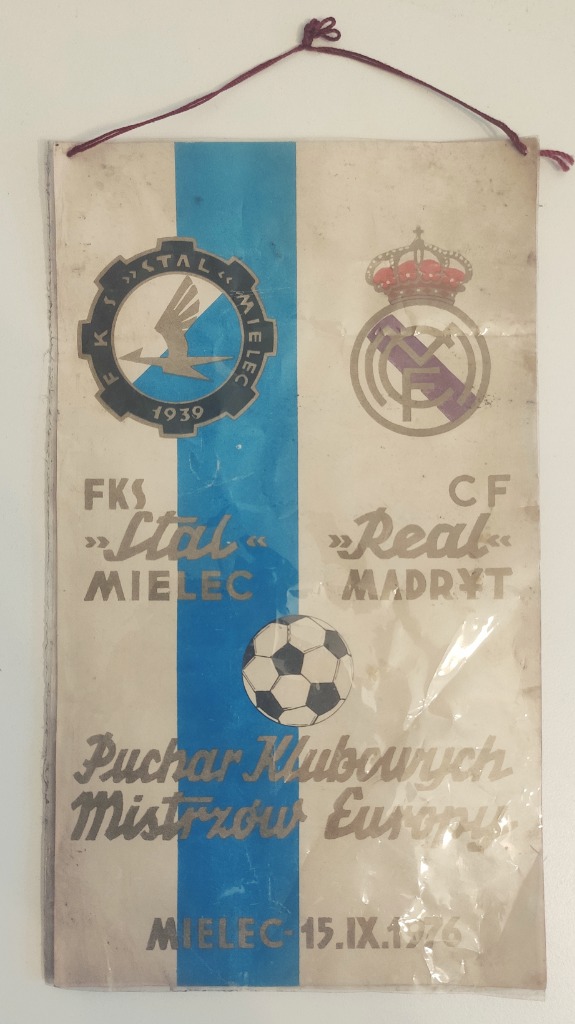 FKS »STAL« MIELEC
1939
FKS
»Stal«
MIELEC
CF
»Real«
MADRYT
Puchar Klubowych
Mistrzów Europy
MIELEC-15.IX.1976